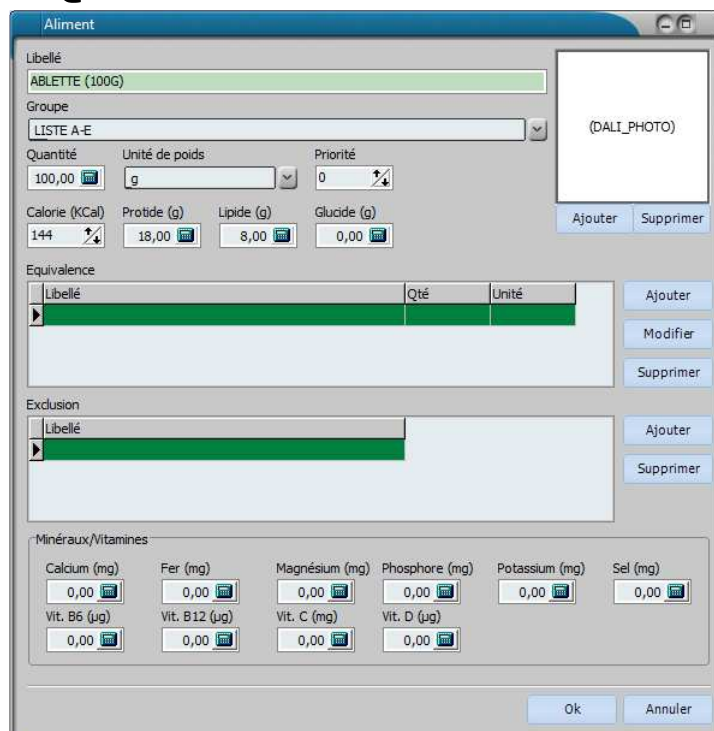 Aliment
Libellé
ABLETTE (100G)
Groupe
LISTE A-E
(DALI_PHOTO)
Quantité Unité de poids Priorité
100,00 g 0
Ajouter Supprimer
Calorie (KCal) Protide (g) Lipide (g) Glucide (g)
144 18,00 8,00 0,00
Equivalence
Libellé Qté Unité
Ajouter
Modifier
Supprimer
Exclusion
Libellé
Ajouter
Supprimer
Minéraux/Vitamines
Calcium (mg) Fer (mg) Magnésium (mg) Phosphore (mg) Potassium (mg) Sel (mg)
0,00 0,00 0,00 0,00 0,00 0,00
Vit. B6 (µg) Vit. B12 (µg) Vit. C (mg) Vit. D (µg)
0,00 0,00 0,00 0,00
Ok Annuler